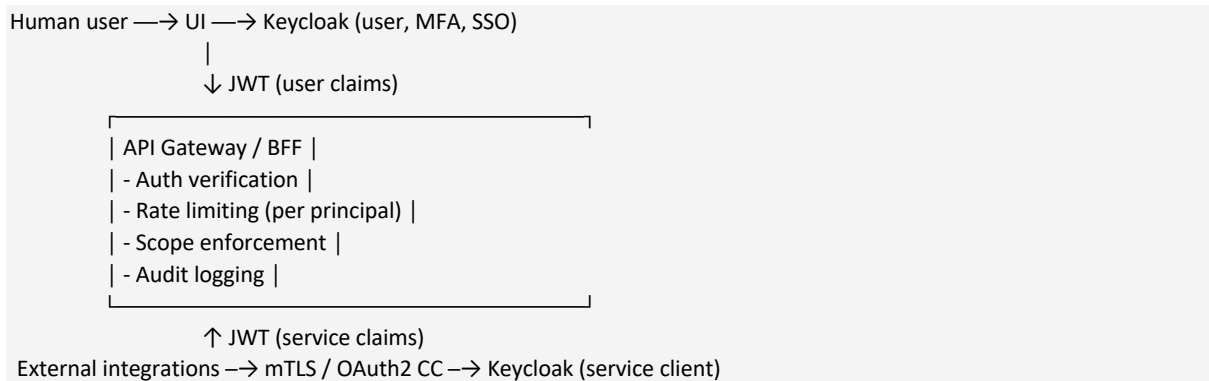 Human user —→ UI —→ Keycloak (user, MFA, SSO)
|
↓ JWT (user claims)
┌─────────────────────────────┐
│ API Gateway / BFF │
│ - Auth verification │
│ - Rate limiting (per principal) │
│ - Scope enforcement │
│ - Audit logging │
└─────────────────────────────┘
↑ JWT (service claims)
External integrations –→ mTLS / OAuth2 CC –→ Keycloak (service client)